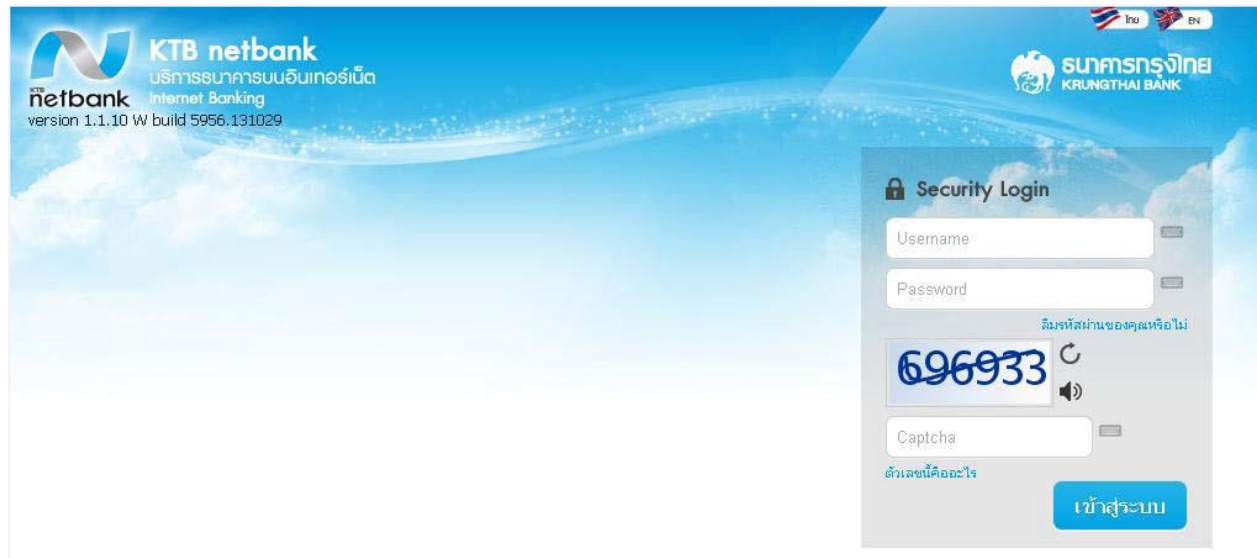 ไทย EN
KTB netbank
บริการธนาคารบนอินเทอร์เน็ต
Internet Banking
KTB
netbank
version 1.1.10 W build 5956.131029
ธนาคารกรุงไทย
KRUNGTHAI BANK
Security Login
Username
Password
ลืมรหัสผ่านของคุณหรือไม่
696933
Captcha
ตัวเลขนี้คืออะไร
เข้าสู่ระบบ